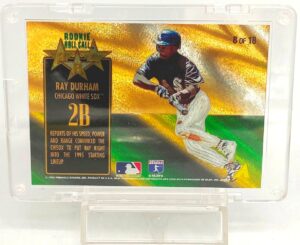 ROOKIE
ROLL CALL
8 OF 18
RAY DURHAM
CHICAGO WHITE SOX™
2B
REPORTS OF HIS SPEED, POWER
AND RANGE CONVINCED THE
CHISOX TO PUT RAY RIGHT
INTO THE 1995 STARTING
LINEUP